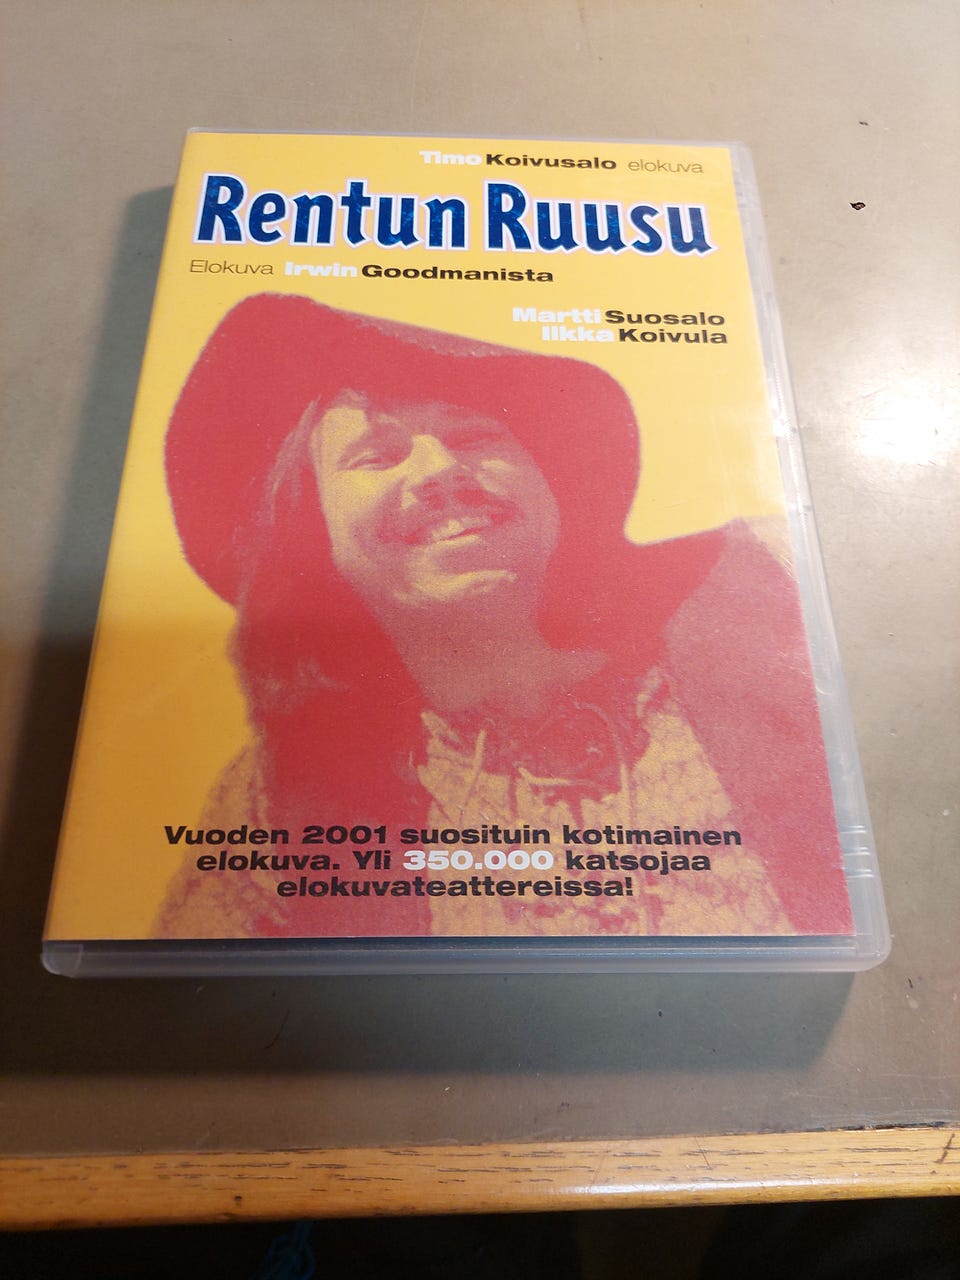 Timo Koivusalo elokuva
Rentun Ruusu
Elokuva Irwin Goodmanista
Martti Suosalo
Ilkka Koivula
Vuoden 2001 suosituin kotimainen
elokuva. Yli 350.000 katsojaa
elokuvateattereissa!